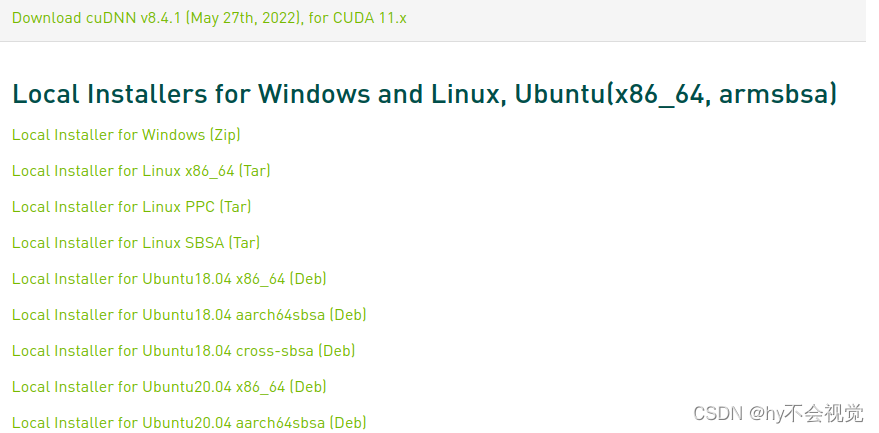 Download cuDNN v8.4.1 (May 27th, 2022), for CUDA 11.x
Local Installers for Windows and Linux, Ubuntu(x86_64, armsbsa)
Local Installer for Windows (Zip)
Local Installer for Linux x86_64 (Tar)
Local Installer for Linux PPC (Tar)
Local Installer for Linux SBSA (Tar)
Local Installer for Ubuntu18.04 x86_64 (Deb)
Local Installer for Ubuntu18.04 aarch64sbsa (Deb)
Local Installer for Ubuntu18.04 cross-sbsa (Deb)
Local Installer for Ubuntu20.04 x86_64 (Deb)
Local Installer for Ubuntu20.04 aarch64sbsa (Deb)
CSDN @hy不会视觉